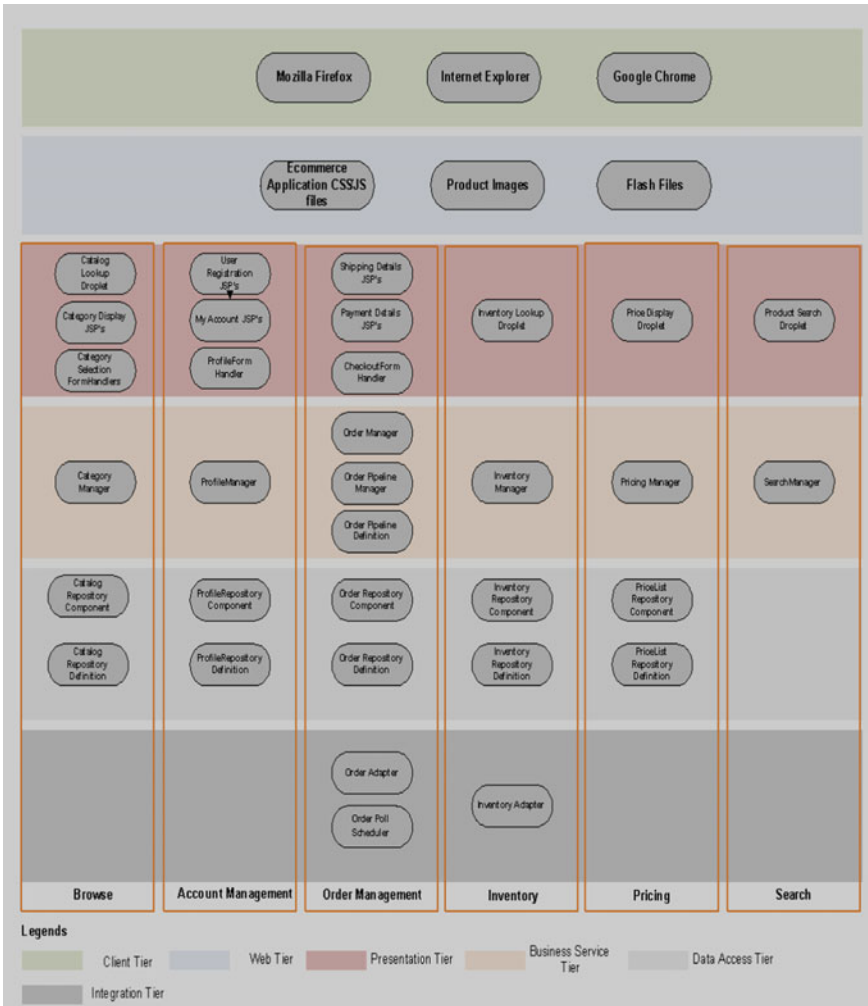 Mozilla Firefox
Internet Explorer
Google Chrome
Ecommerce
Application CSSJS
files
Product Images
Flash Files
Catalog
Lookup
Droplet
Category Display
JSP's
Category
Selection
FormHandlers
User
Registration
JSP's
My Account JSP's
ProfileForm
Handler
Shipping Details
JSP's
Payment Details
JSP's
CheckoutForm
Handler
Inventory Lookup
Droplet
Price Display
Droplet
Product Search
Droplet
Category
Manager
ProfileManager
Order Manager
Order Pipeline
Manager
Order Pipeline
Definition
Inventory
Manager
Pricing Manager
SearchManager
Catalog
Repository
Component
Catalog
Repository
Definition
ProfileRepository
Component
ProfileRepository
Definition
Order Repository
Component
Order Repository
Definition
Inventory
Repository
Component
Inventory
Repository
Definition
PriceList
Repository
Component
PriceList
Repository
Definition
Order Adapter
Order Poll
Scheduler
Inventory Adapter
Browse
Account Management
Order Management
Inventory
Pricing
Search
Legends
Client Tier
Web Tier
Presentation Tier
Business Service
Tier
Data Access Tier
Integration Tier